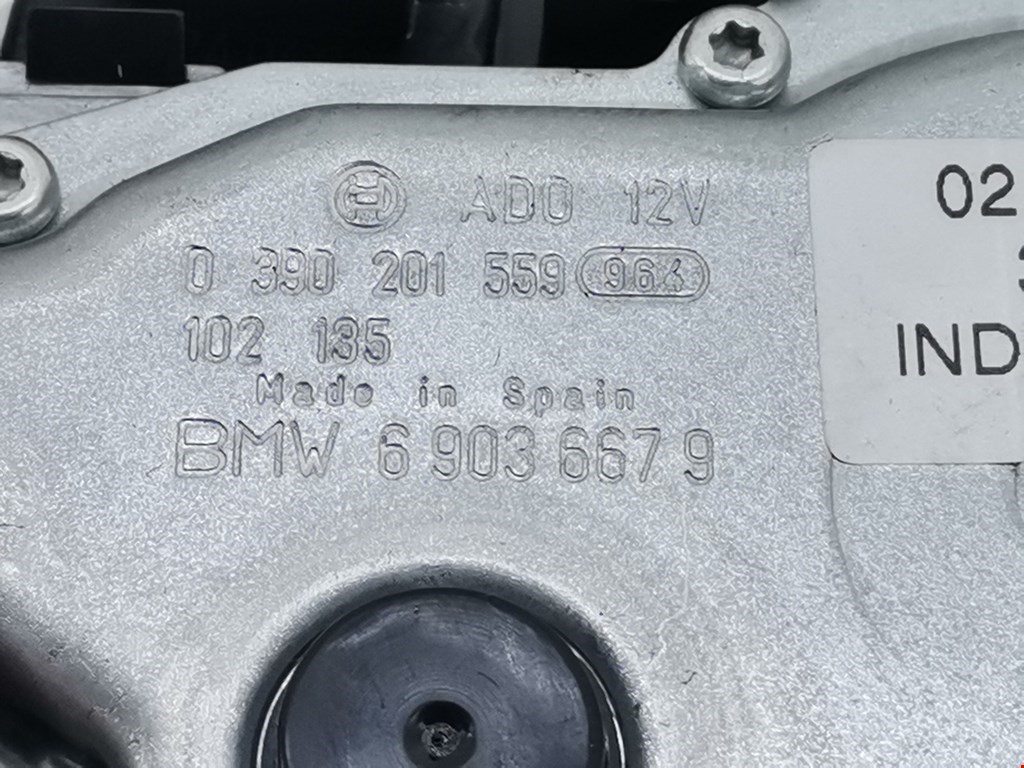 ADO 12V
0 390 201 559 964
102 135
Made in Spain
BMW 6 903 667 9
02
IND